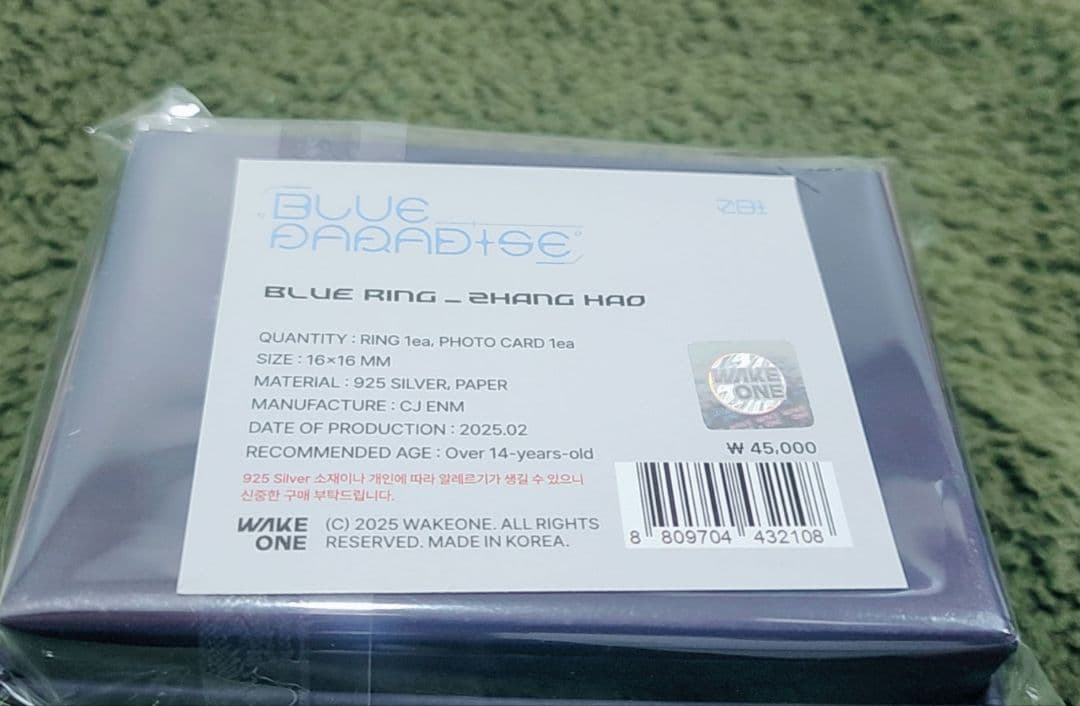 BLUE
PARADISE
ZB1
BLUE RING _ ZHANG HAO
QUANTITY : RING 1ea, PHOTO CARD 1ea
SIZE : 16×16 MM
MATERIAL : 925 SILVER, PAPER
MANUFACTURE : CJ ENM
DATE OF PRODUCTION : 2025.02
RECOMMENDED AGE : Over 14-years-old
925 Silver 소재이나 개인에 따라 알레르기가 생길 수 있으니
신중한 구매 부탁드립니다.
WAKE
ONE
(C) 2025 WAKEONE. ALL RIGHTS
RESERVED. MADE IN KOREA.
WAKE
ONE
₩ 45,000
8 809704 432108